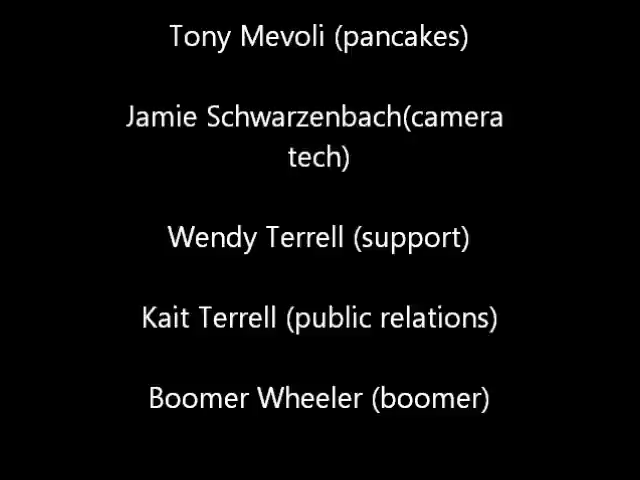 Tony Mevoli (pancakes)
Jamie Schwarzenbach(camera
tech)
Wendy Terrell (support)
Kait Terrell (public relations)
Boomer Wheeler (boomer)